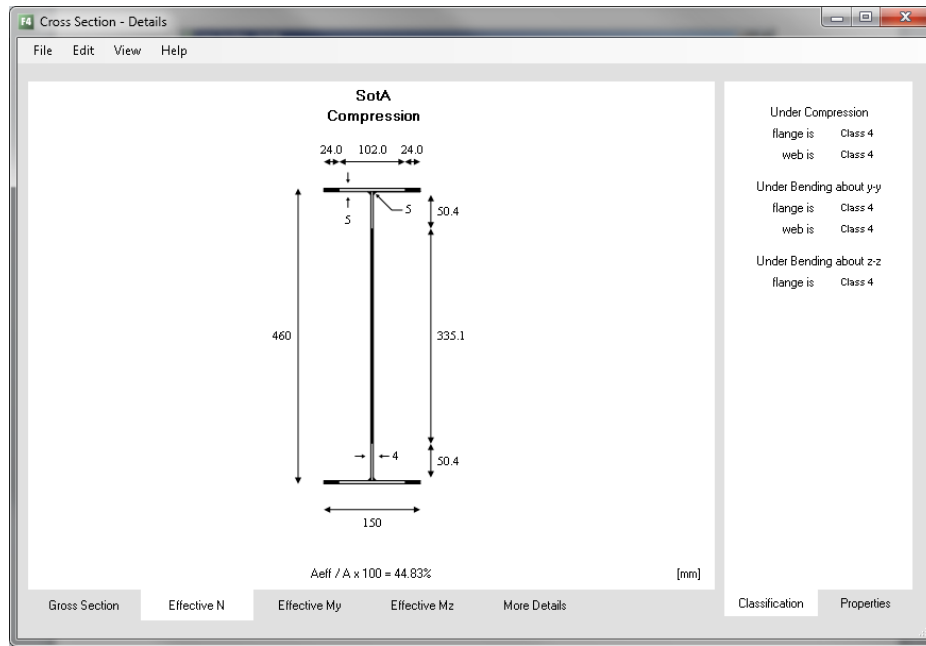 F4 Cross Section - Details
File Edit View Help
SotA
Compression
24.0 102.0 24.0
5
5
50.4
460
335.1
4
50.4
150
Aeff / A x 100 = 44.83%
[mm]
Gross Section Effective N Effective My Effective Mz More Details
Under Compression
flange is Class 4
web is Class 4
Under Bending about y-y
flange is Class 4
web is Class 4
Under Bending about z-z
flange is Class 4
Classification Properties